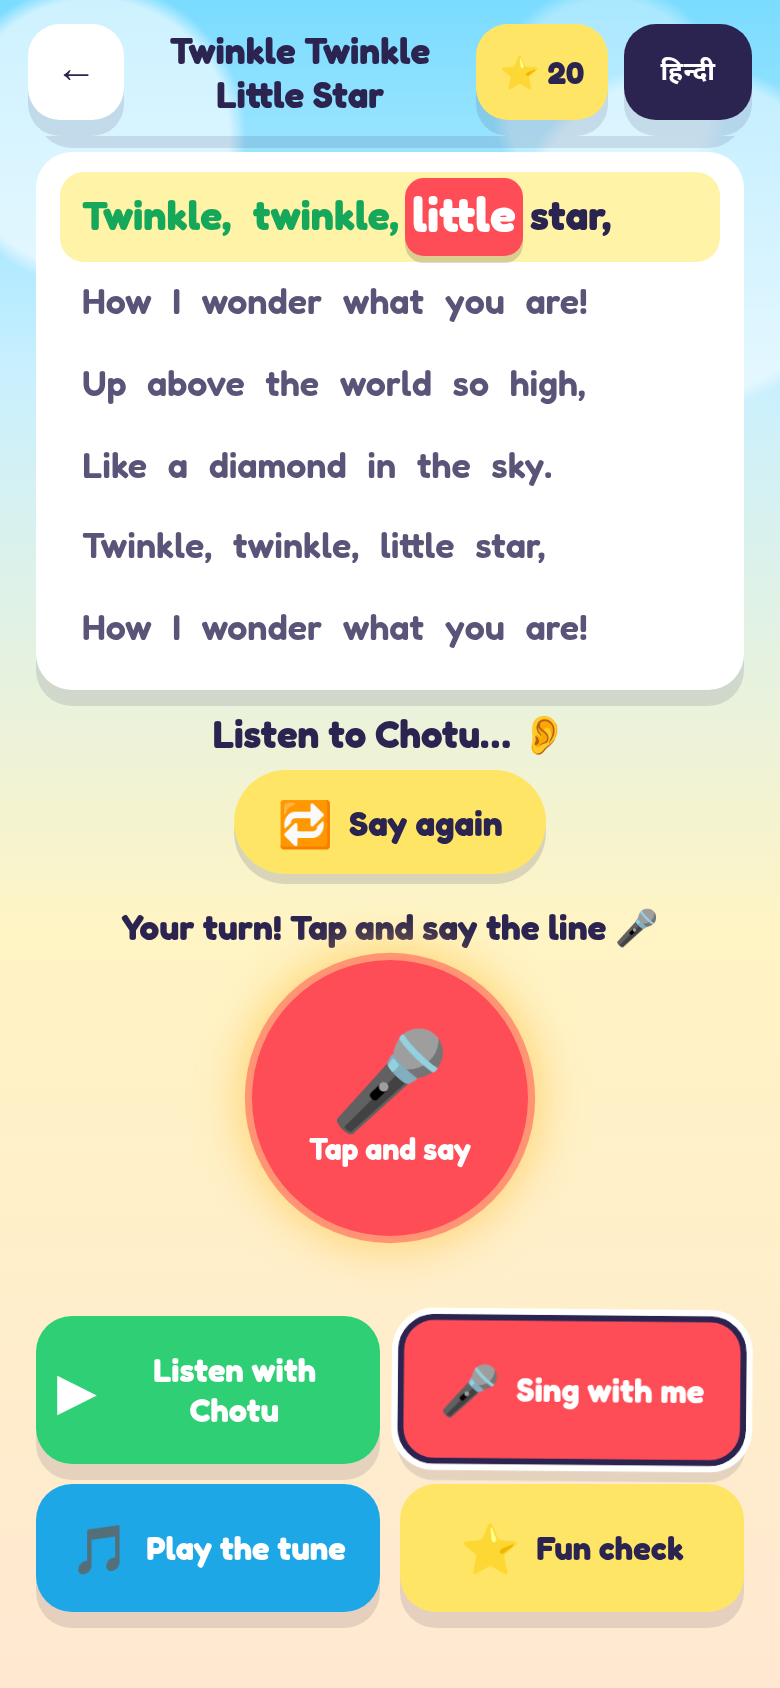 ←
Twinkle Twinkle
Little Star
⭐ 20
हिन्दी
Twinkle, twinkle, little star,
How I wonder what you are!
Up above the world so high,
Like a diamond in the sky.
Twinkle, twinkle, little star,
How I wonder what you are!
Listen to Chotu... 👂
🔁 Say again
Your turn! Tap and say the line 🎤
🎤
Tap and say
▶ Listen with
Chotu
🎤 Sing with me
🎵 Play the tune
⭐ Fun check